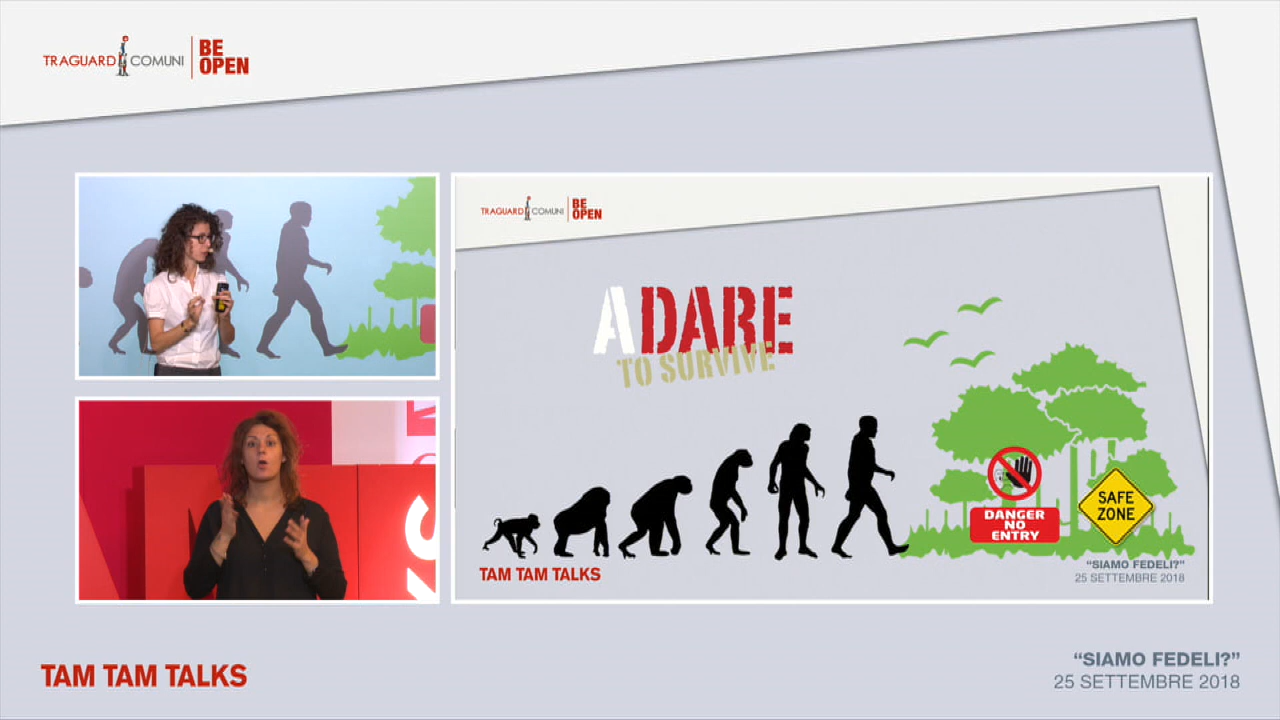 TRAGUARDI COMUNI
BE
OPEN
TRAGUARDI COMUNI
BE
OPEN
A DARE
TO SURVIVE
DANGER
NO
ENTRY
SAFE
ZONE
TAM TAM TALKS
“SIAMO FEDELI?”
25 SETTEMBRE 2018
TAM TAM TALKS
“SIAMO FEDELI?”
25 SETTEMBRE 2018